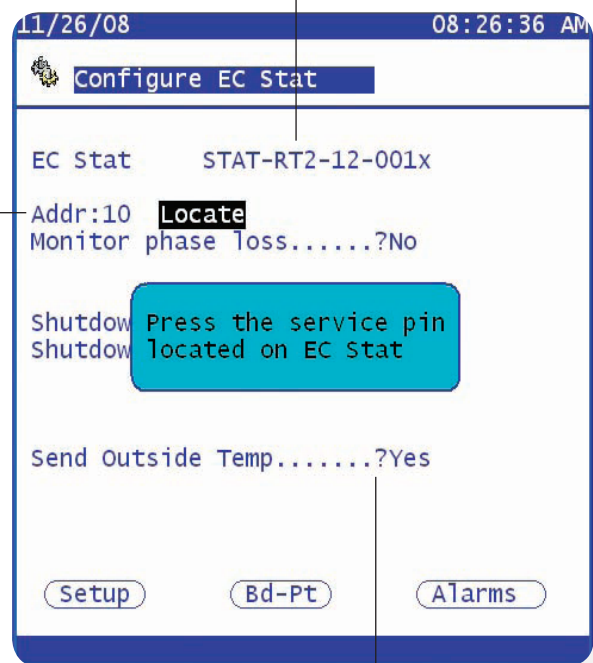 11/26/08 08:26:36 AM
Configure EC Stat
EC Stat STAT-RT2-12-001x
Addr:10 Locate
Monitor phase loss......?No
Shutdow
Shutdow
Press the service pin
located on EC Stat
Send Outside Temp.......?Yes
Setup Bd-Pt Alarms